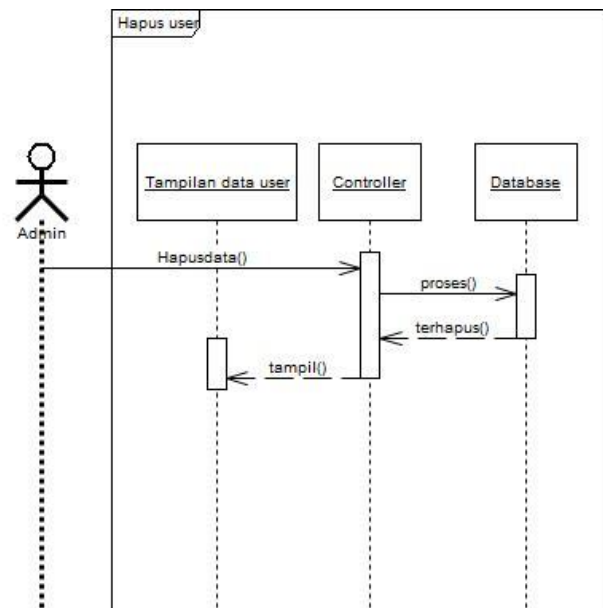 Hapus user
Tampilan data user
Controller
Database
Admin
Hapusdata()
proses()
terhapus()
tampil()